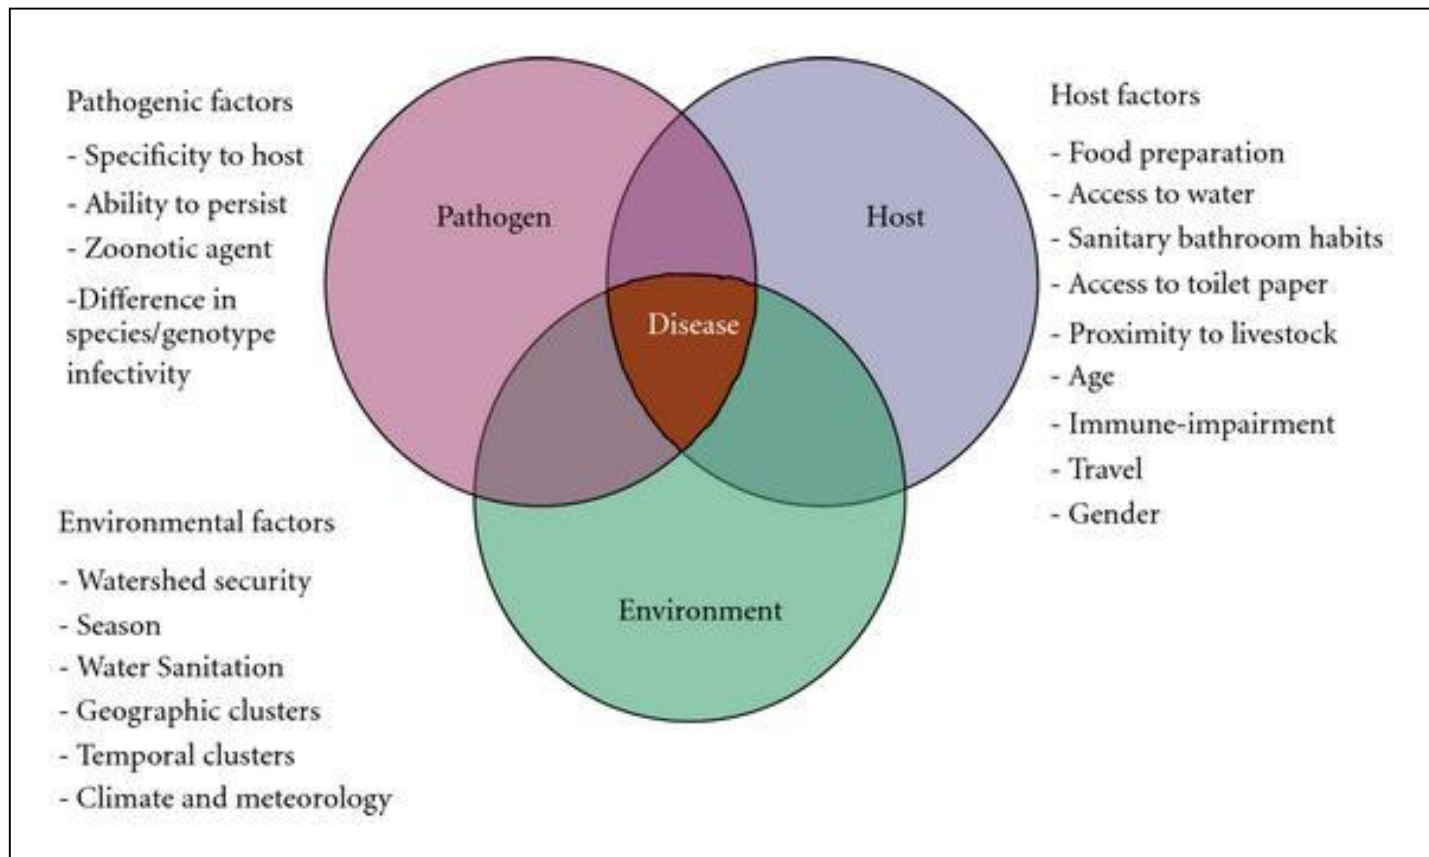 Pathogenic factors
- Specificity to host
- Ability to persist
- Zoonotic agent
-Difference in
species/genotype
infectivity
Pathogen
Host
Disease
Environment
Host factors
- Food preparation
- Access to water
- Sanitary bathroom habits
- Access to toilet paper
- Proximity to livestock
- Age
- Immune-impairment
- Travel
- Gender
Environmental factors
- Watershed security
- Season
- Water Sanitation
- Geographic clusters
- Temporal clusters
- Climate and meteorology